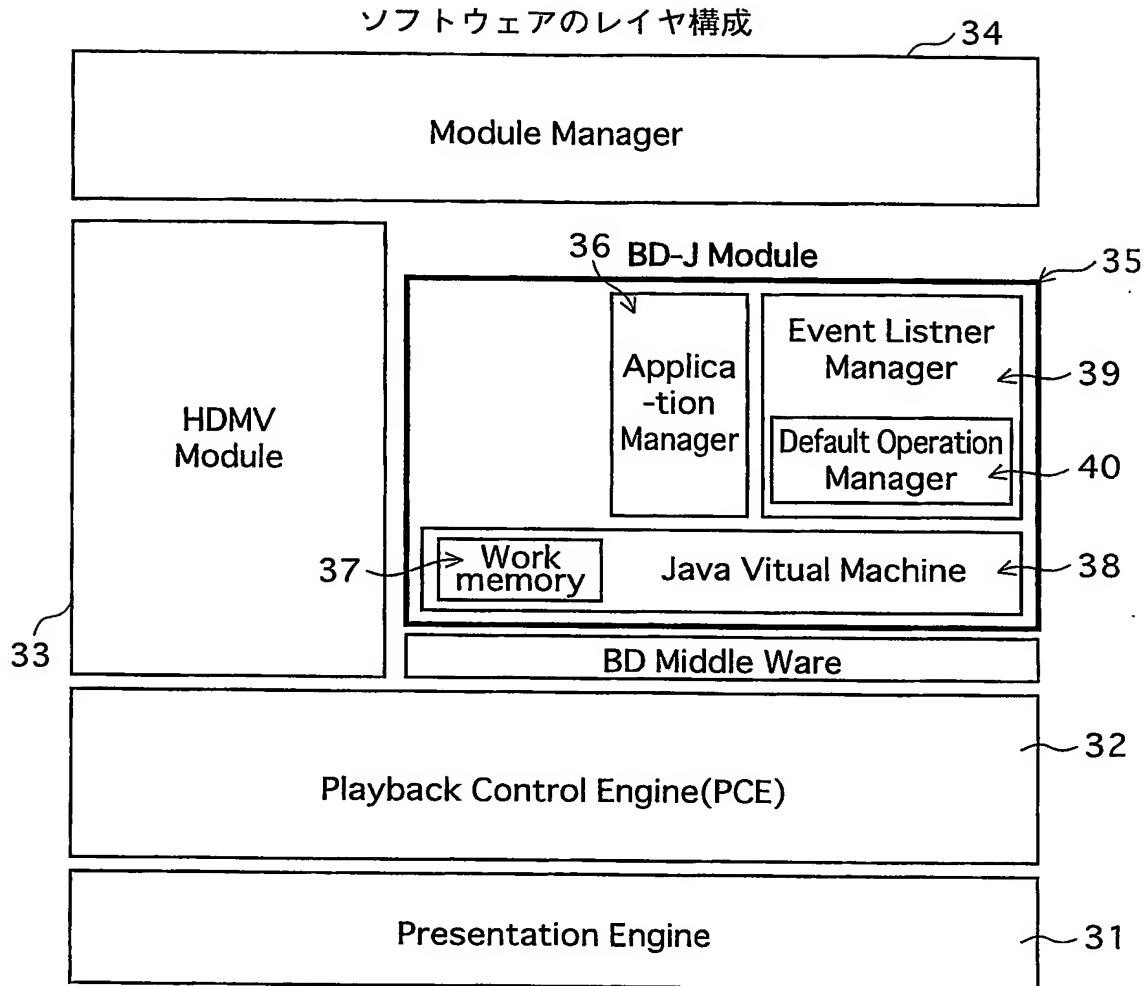 ソフトウェアのレイヤ構成
34
Module Manager
36
BD-J Module
35
HDMV
Module
Applica
-tion
Manager
Event Listner
Manager
39
Default Operation
Manager
40
37
Work
memory
Java Vitual Machine
38
33
BD Middle Ware
32
Playback Control Engine(PCE)
Presentation Engine
31